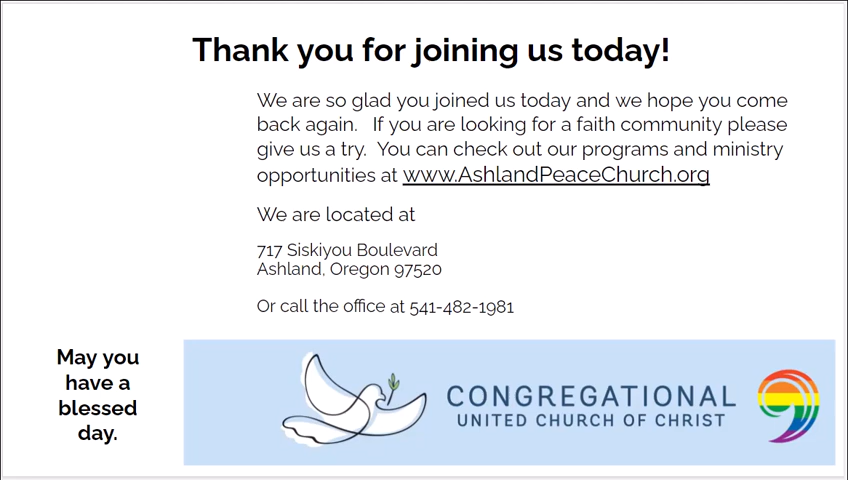 Thank you for joining us today!
We are so glad you joined us today and we hope you come
back again. If you are looking for a faith community please
give us a try. You can check out our programs and ministry
opportunities at www.AshlandPeaceChurch.org
We are located at
717 Siskiyou Boulevard
Ashland, Oregon 97520
Or call the office at 541-482-1981
May you
have a
blessed
day.
CONGREGATIONAL
UNITED CHURCH OF CHRIST